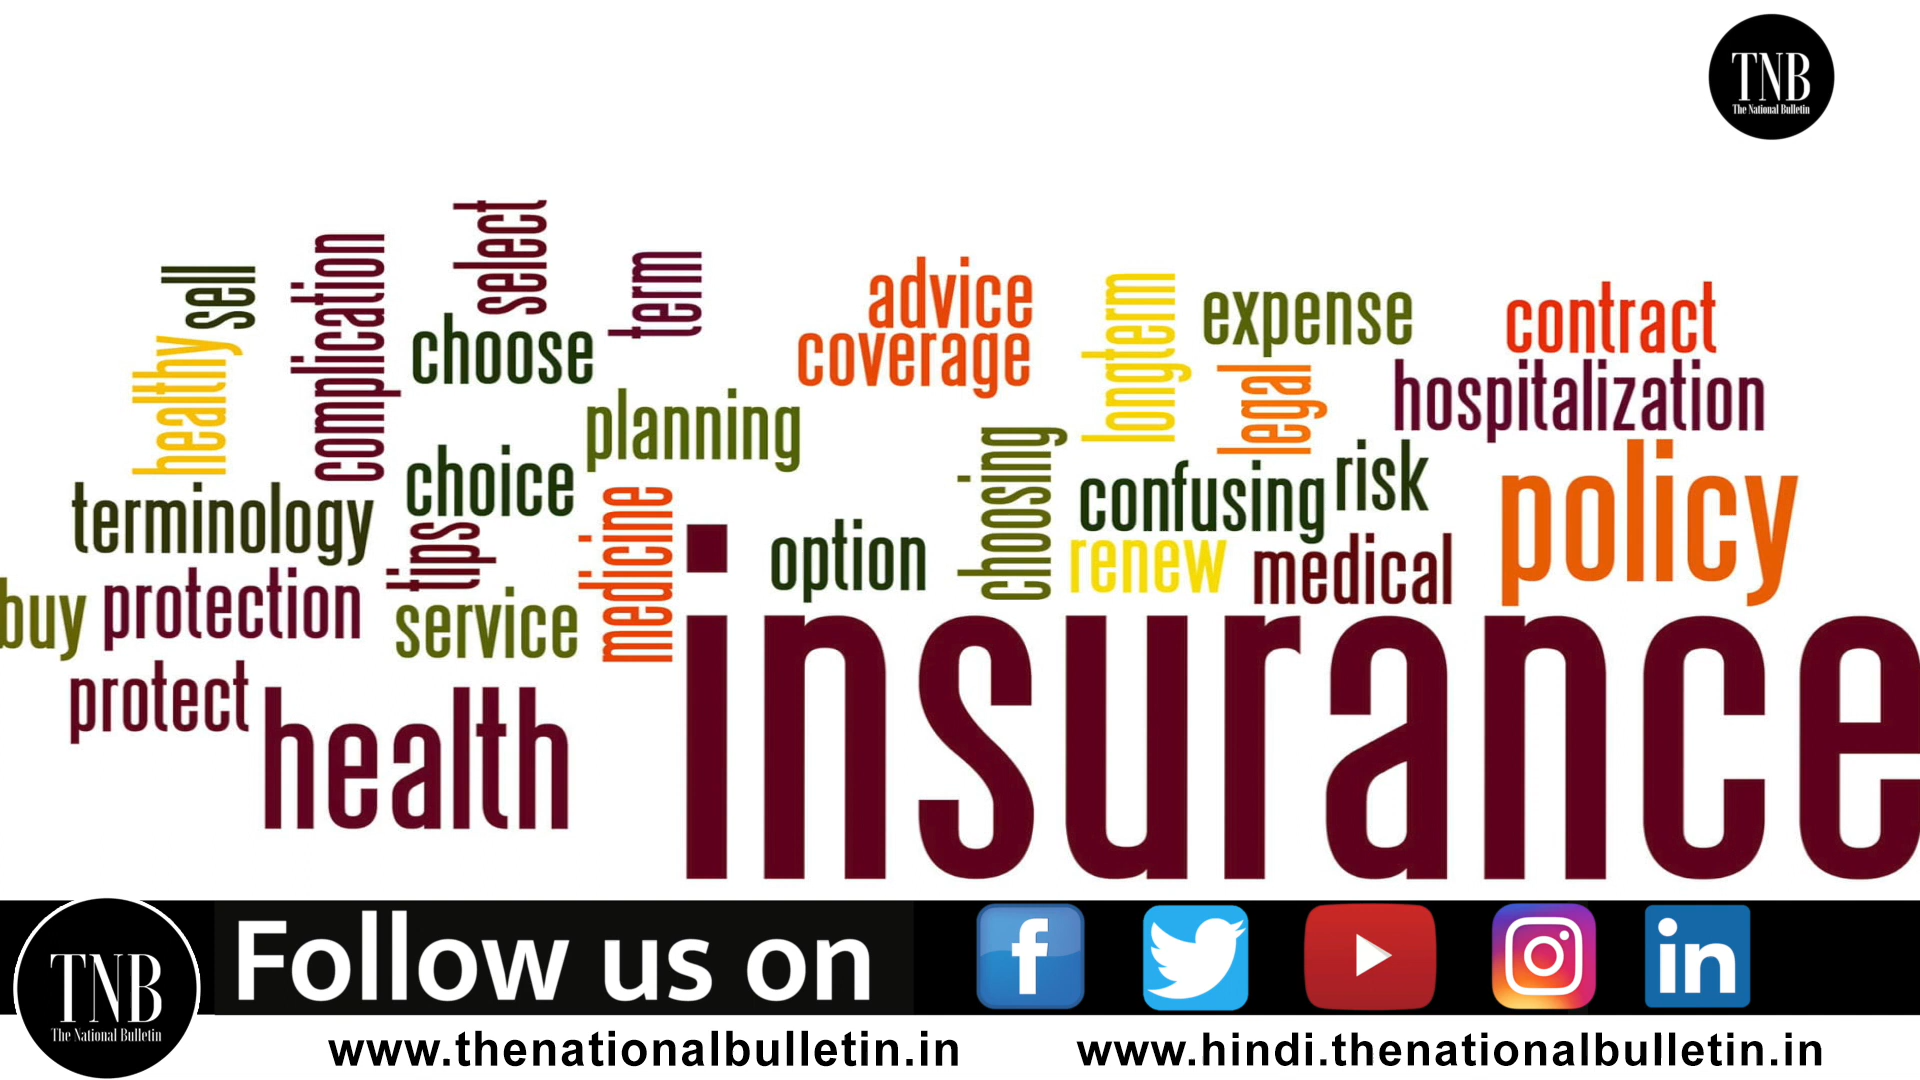 TNB
The National Bulletin
select
sell
complication
term
advice
longterm
expense
contract
healthy
choose
coverage
legal
hospitalization
planning
choosing
choice
confusing
risk
policy
terminology
tips
medicine
option
renew
medical
buy
protection
service
insurance
protect
health
TNB
The National Bulletin
Follow us on
f
in
www.thenationalbulletin.in
www.hindi.thenationalbulletin.in